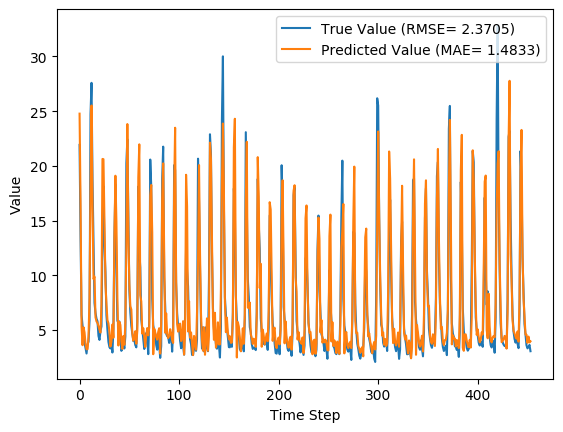 True Value (RMSE= 2.3705)
Predicted Value (MAE= 1.4833)
30
25
20
15
10
5
Value
0
100
200
300
400
Time Step